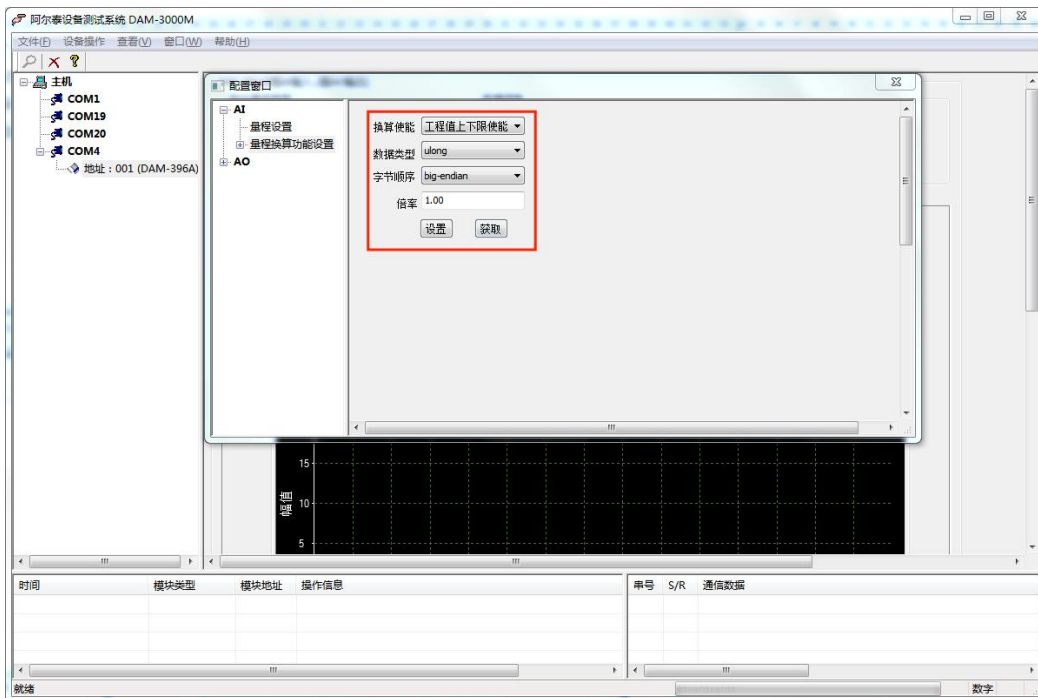 阿尔泰设备测试系统 DAM-3000M
文件(F) 设备操作 查看(V) 窗口(W) 帮助(H)
主机
COM1
COM19
COM20
COM4
地址：001 (DAM-396A)
配置窗口
AI
量程设置
量程换算功能设置
AO
换算使能 工程值上下限使能
数据类型 ulong
字节顺序 big-endian
倍率 1.00
设置 获取
幅值
15
10
5
时间 模块类型 模块地址 操作信息
串号 S/R 通信数据
就绪
数字